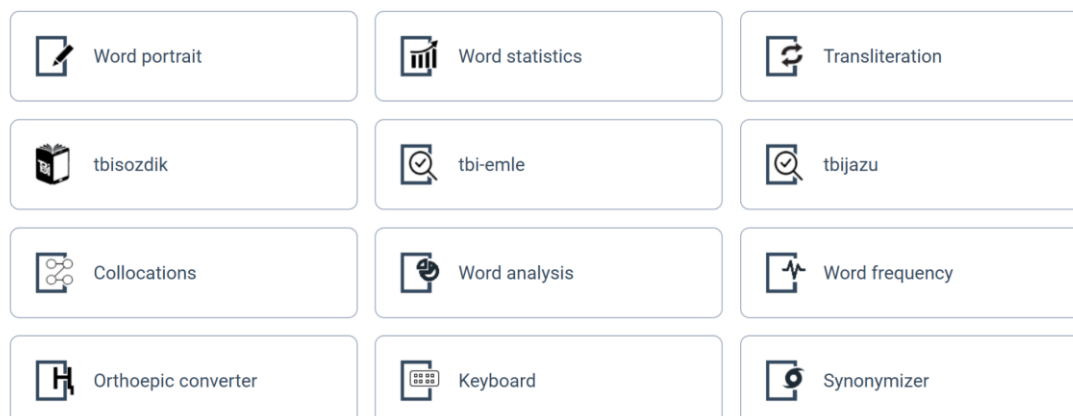 Word portrait
Word statistics
Transliteration
tbisozdik
tbi-emle
tbijazu
Collocations
Word analysis
Word frequency
Orthoepic converter
Keyboard
Synonymizer